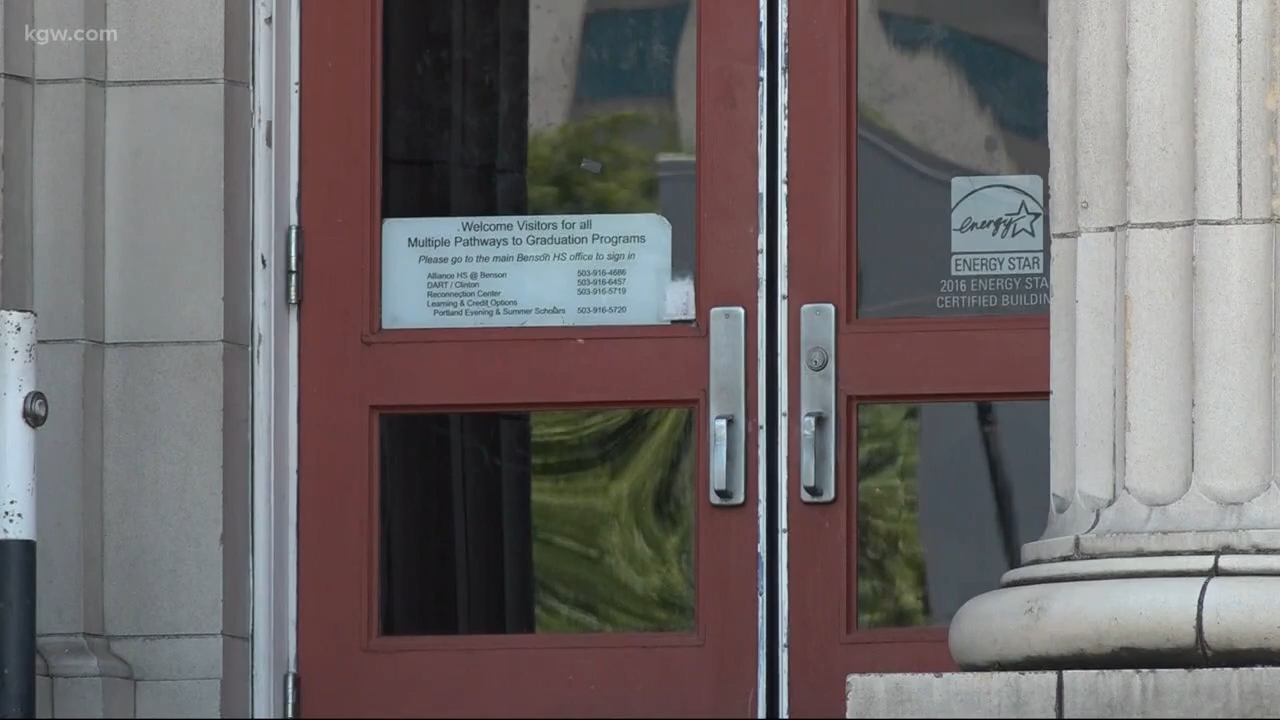 kgw.com
Welcome Visitors for all
Multiple Pathways to Graduation Programs
Please go to the main Benson HS office to sign in
Alliance HS @ Benson 503-916-4686
DART / Clinton 503-916-6457
Reconnection Center 503-916-5719
Learning & Credit Options
Portland Evening & Summer Scholars 503-916-5720
energy
ENERGY STAR
2016 ENERGY STA
CERTIFIED BUILDIN